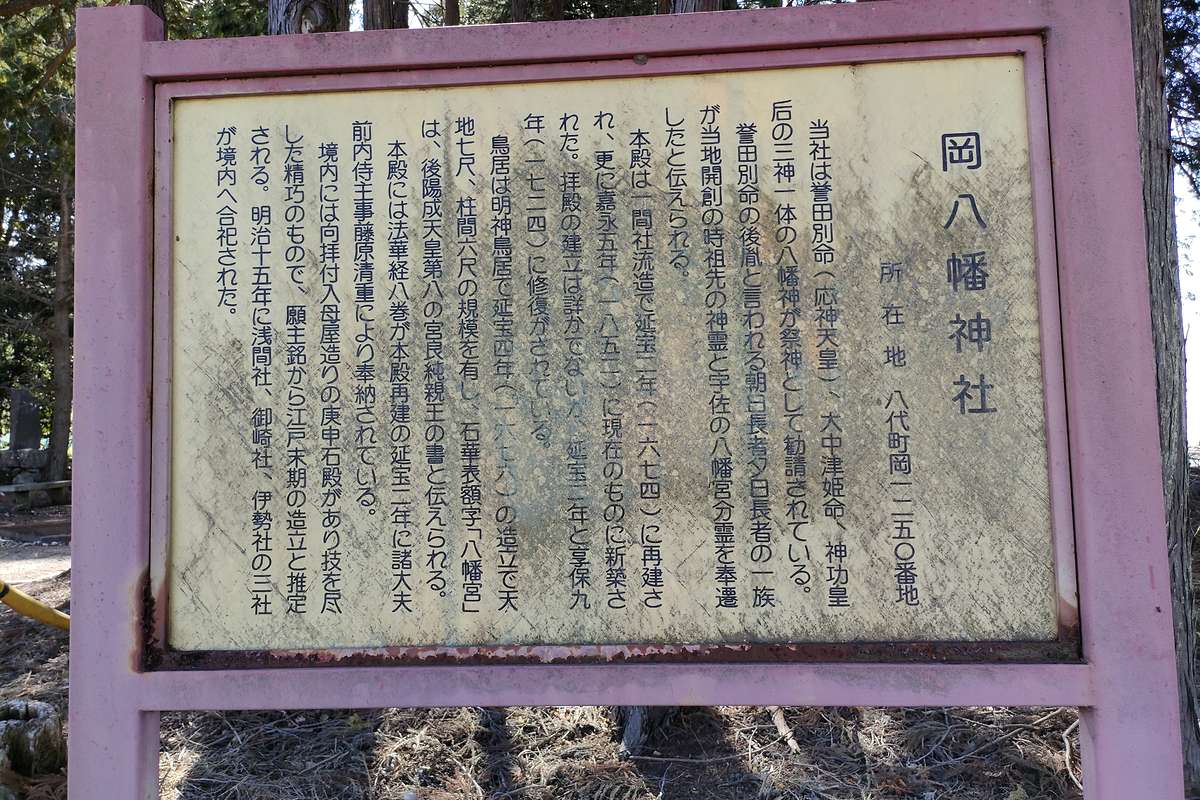 岡八幡神社
所在地 八代町岡一二五〇番地
当社は誉田別命（応神天皇）、大中津姫命、神功皇
后の三神一体の八幡神が祭神として勧請されている。
誉田別命の後胤と言われる朝日長者夕日長者の一族
が当地開創の時祖先の神霊と宇佐の八幡宮分霊を奉遷
したと伝えられる。
本殿は一間社流造で延宝二年（一六七四）に再建さ
れ、更に嘉永五年（一八五二）に現在のものに新築さ
れた。拝殿の建立は詳かでないが、延宝二年と享保九
年（一七二四）に修復がされている。
鳥居は明神鳥居で延宝四年（一六七六）の造立で天
地七尺、柱間六尺の規模を有し、石華表額字「八幡宮」
は、後陽成天皇第八の宮良純親王の書と伝えられる。
本殿には法華経八巻が本殿再建の延宝二年に諸大夫
前内侍主事藤原清重により奉納されている。
境内には向拝付入母屋造りの庚申石殿があり技を尽
した精巧のもので、願主銘から江戸末期の造立と推定
される。明治十五年に浅間社、御崎社、伊勢社の三社
が境内へ合祀された。